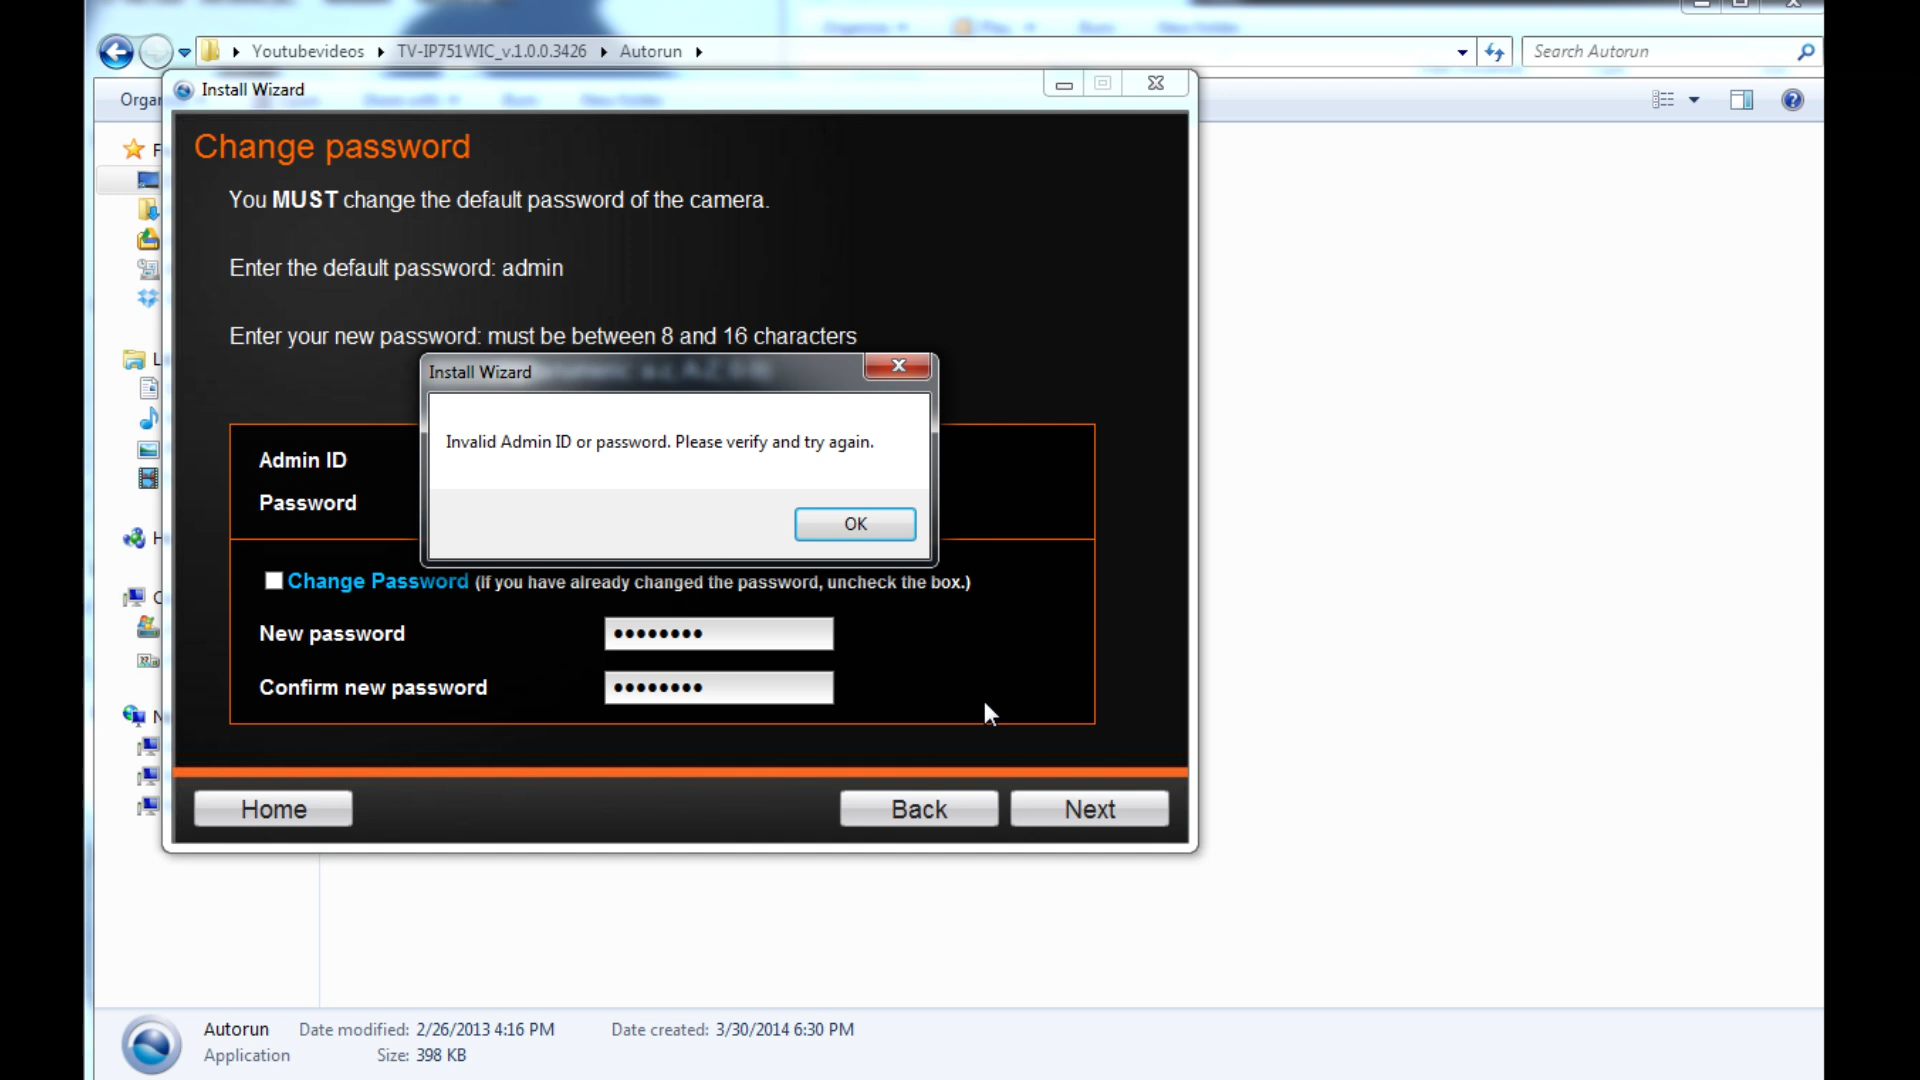 Youtubevideos TV-IP751WIC_v.1.0.0.3426 Autorun Search Autorun
Install Wizard
Change password
You MUST change the default password of the camera.
Enter the default password: admin
Enter your new password: must be between 8 and 16 characters
Install Wizard
Invalid Admin ID or password. Please verify and try again.
OK
Admin ID
Password
Change Password (If you have already changed the password, uncheck the box.)
New password
Confirm new password
Home Back Next
Autorun Date modified: 2/26/2013 4:16 PM Date created: 3/30/2014 6:30 PM
Application Size: 398 KB